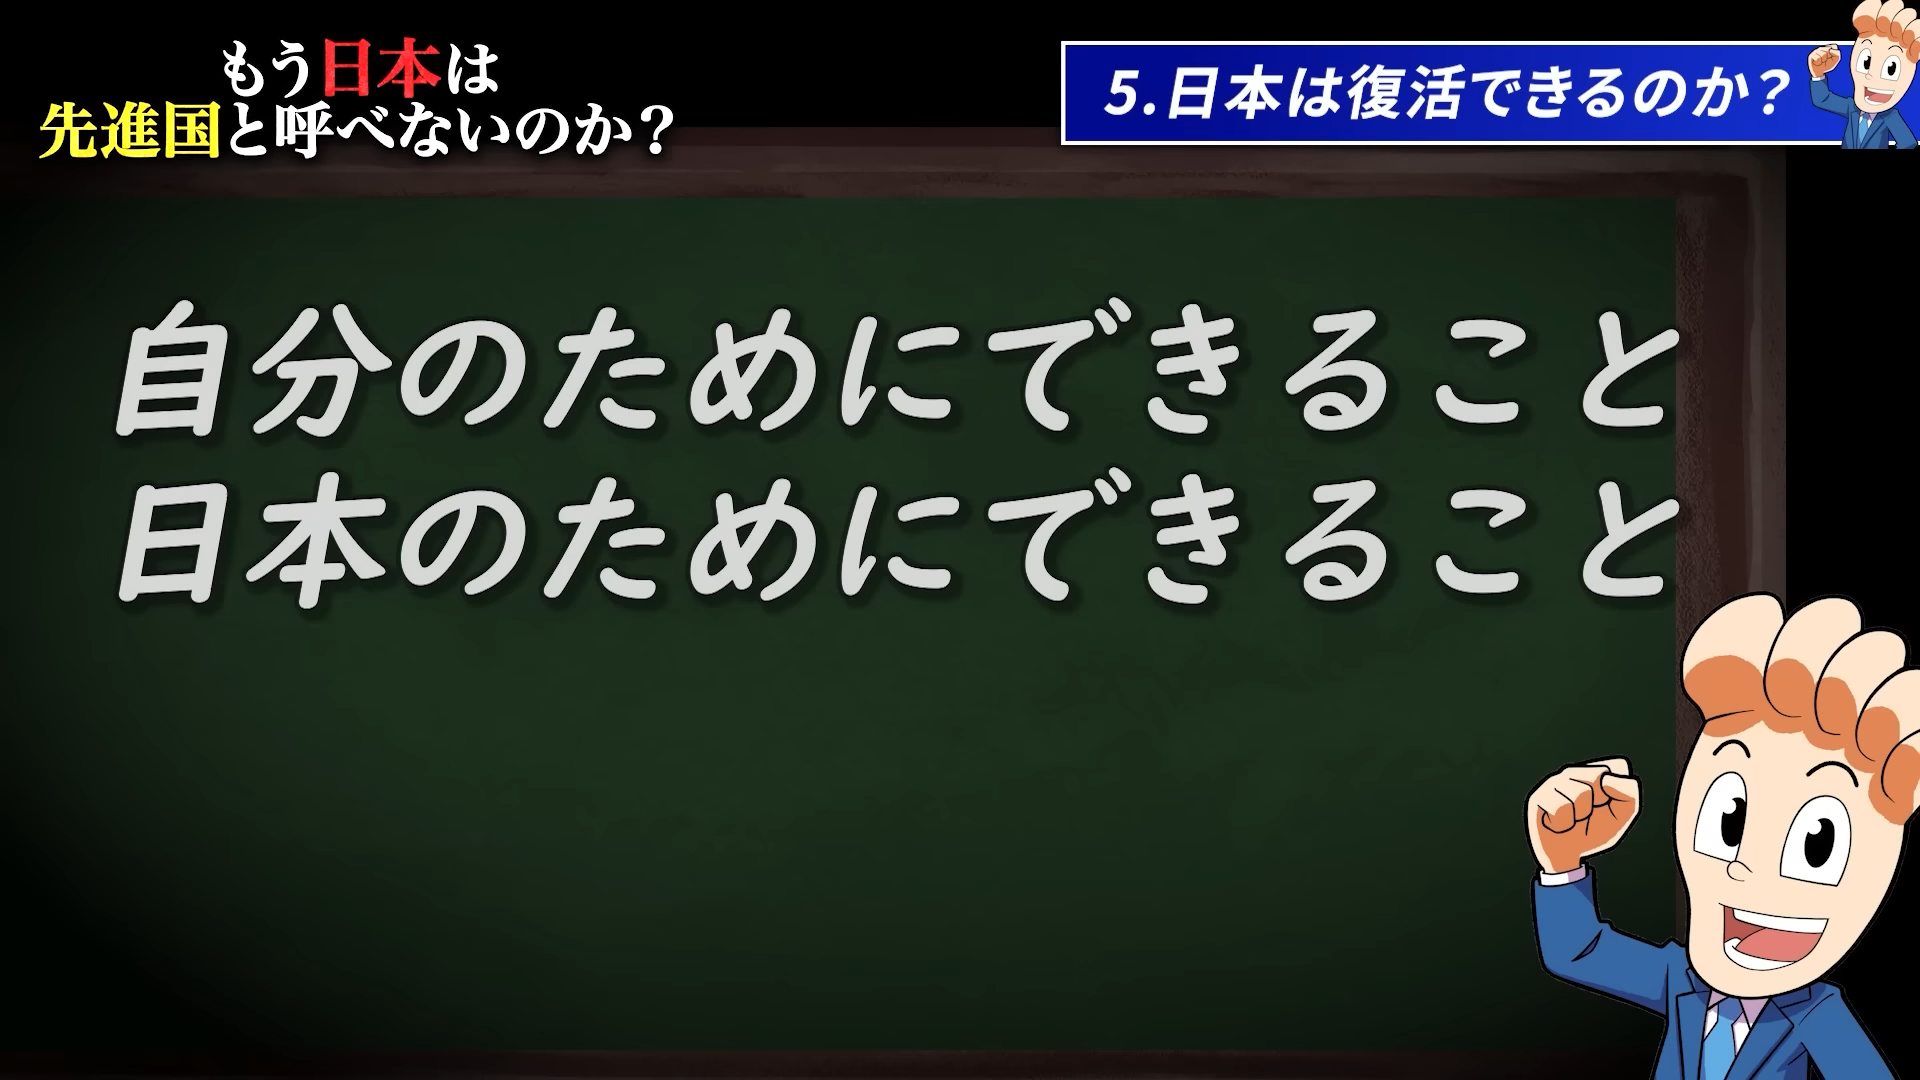 もう日本は
先進国と呼べないのか?
5.日本は復活できるのか?
自分のためにできること
日本のためにできること